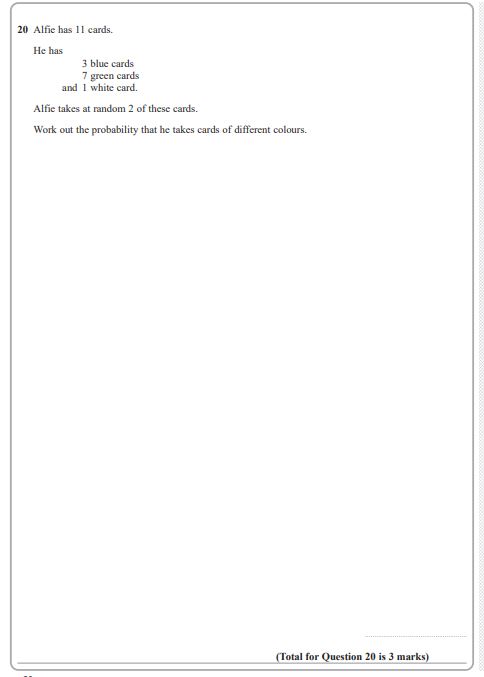 20 Alfie has 11 cards.
He has
3 blue cards
7 green cards
and 1 white card.
Alfie takes at random 2 of these cards.
Work out the probability that he takes cards of different colours.
(Total for Question 20 is 3 marks)